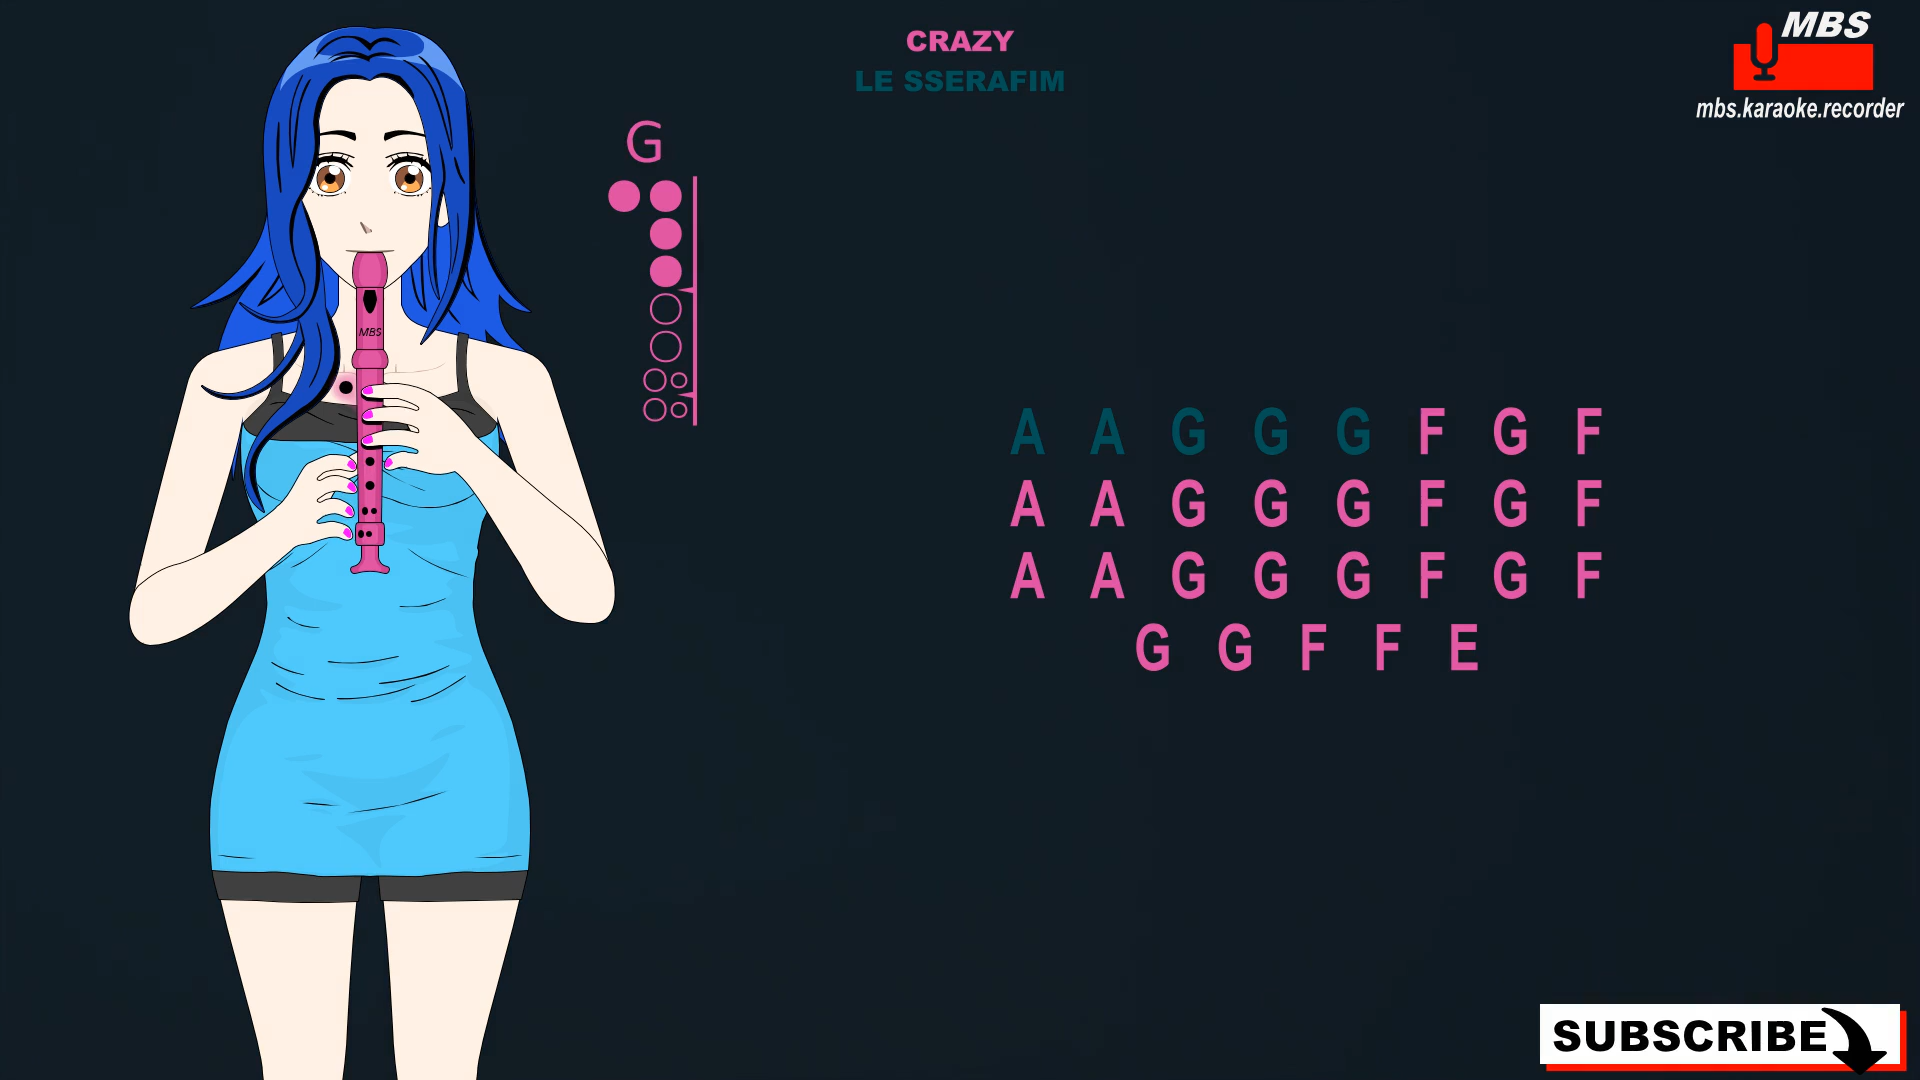 CRAZY
LE SSERAFIM
MBS
mbs.karaoke.recorder
G
MBS
A A G G G F G F
A A G G G F G F
A A G G G F G F
G G F F E
SUBSCRIBE